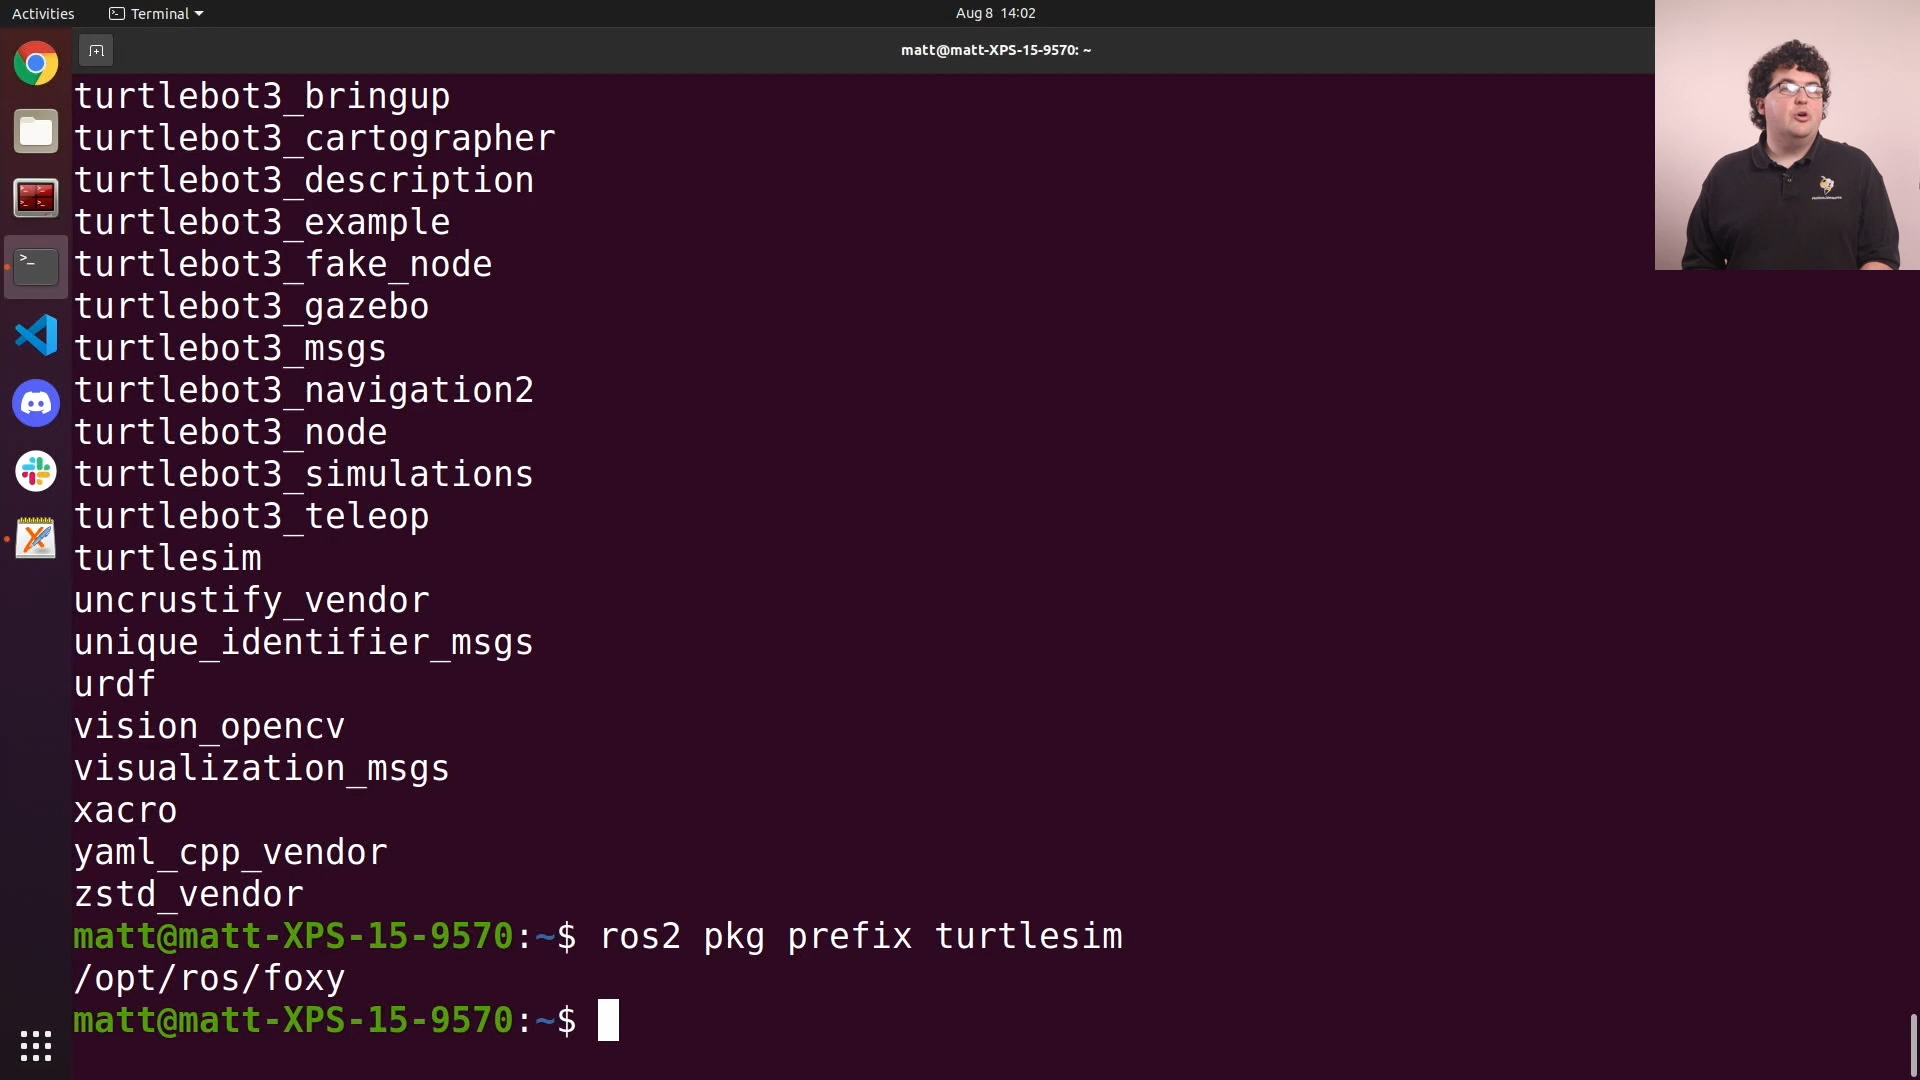 Activities Terminal Aug 8 14:02
matt@matt-XPS-15-9570: ~
turtlebot3_bringup
turtlebot3_cartographer
turtlebot3_description
turtlebot3_example
turtlebot3_fake_node
turtlebot3_gazebo
turtlebot3_msgs
turtlebot3_navigation2
turtlebot3_node
turtlebot3_simulations
turtlebot3_teleop
turtlesim
uncrustify_vendor
unique_identifier_msgs
urdf
vision_opencv
visualization_msgs
xacro
yaml_cpp_vendor
zstd_vendor
matt@matt-XPS-15-9570:~$ ros2 pkg prefix turtlesim
/opt/ros/foxy
matt@matt-XPS-15-9570:~$